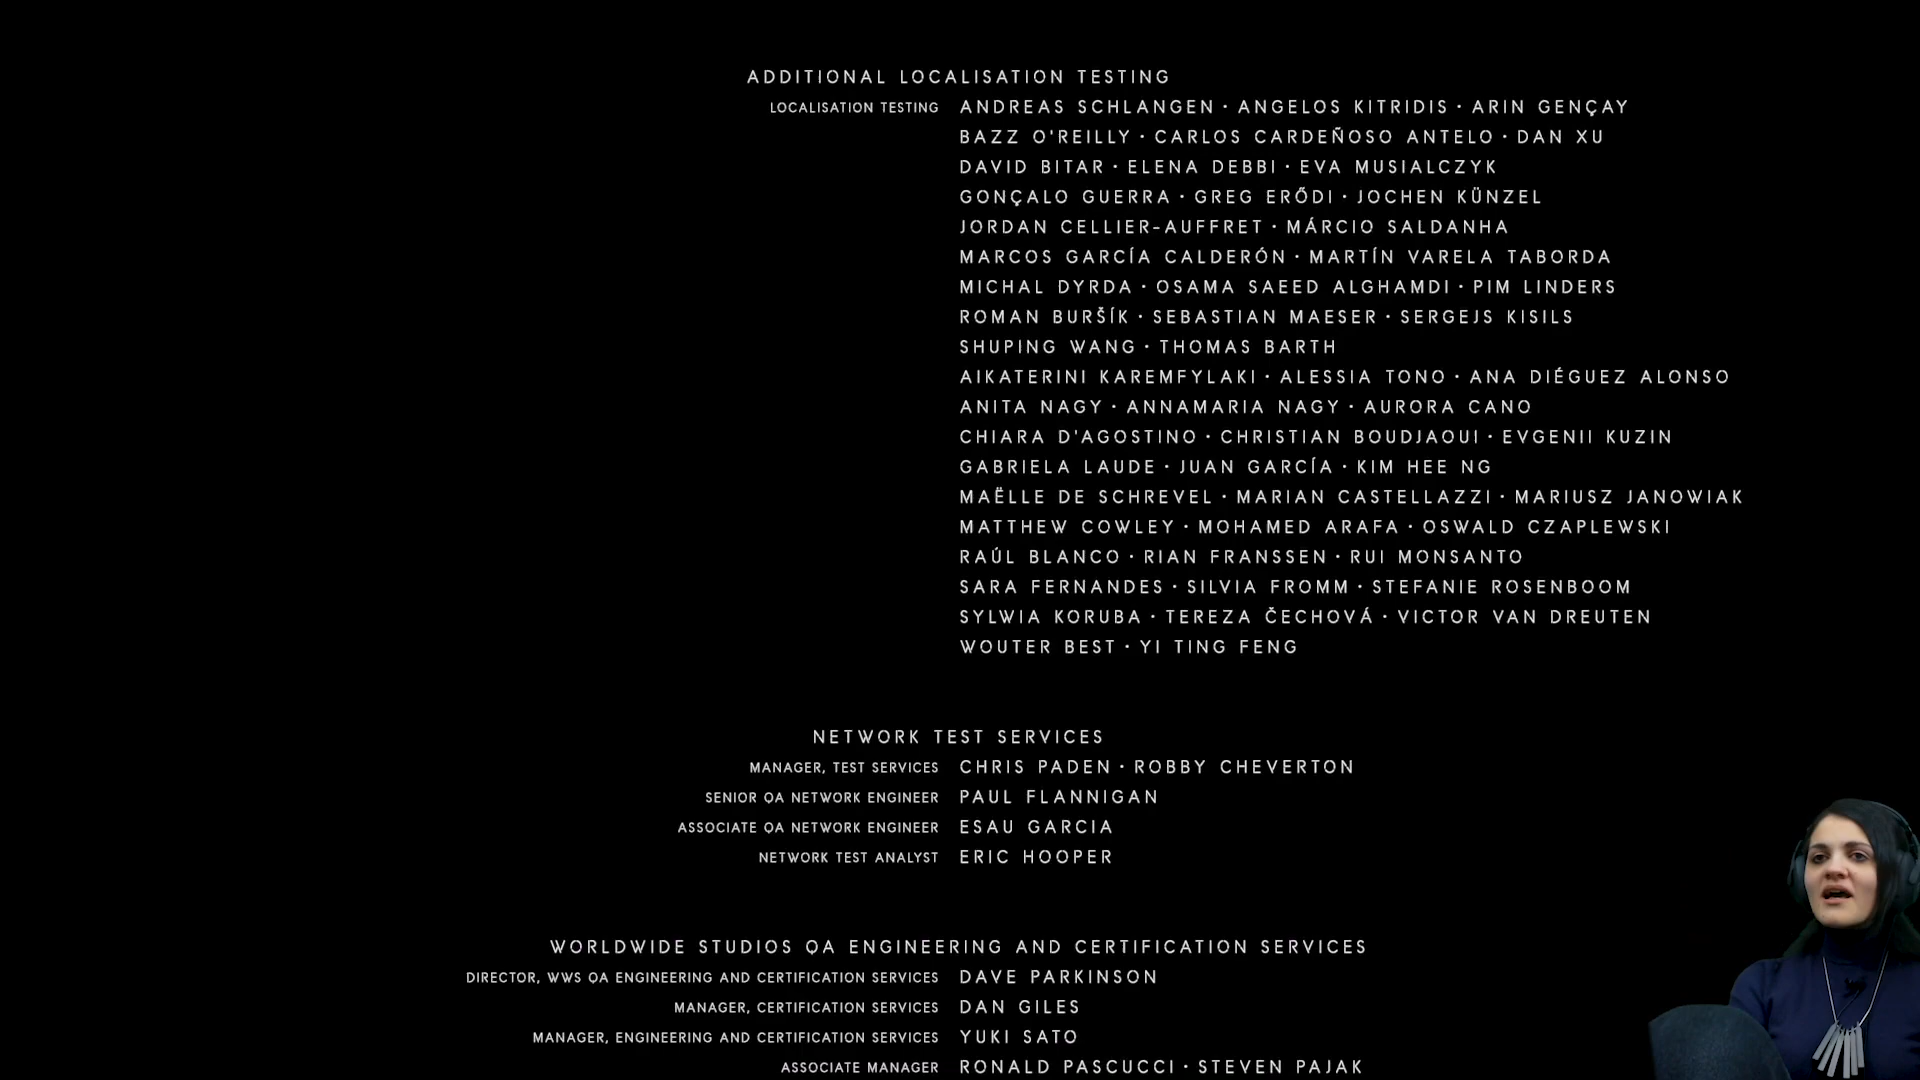 ADDITIONAL LOCALISATION TESTING
LOCALISATION TESTING ANDREAS SCHLANGEN · ANGELOS KITRIDIS · ARIN GENÇAY
BAZZ O'REILLY · CARLOS CARDEÑOSO ANTELO · DAN XU
DAVID BITAR · ELENA DEBBI · EVA MUSIALCZYK
GONÇALO GUERRA · GREG ERŐDI · JOCHEN KÜNZEL
JORDAN CELLIER-AUFFRET · MÁRCIO SALDANHA
MARCOS GARCÍA CALDERÓN · MARTÍN VARELA TABORDA
MICHAL DYRDA · OSAMA SAEED ALGHAMDI · PIM LINDERS
ROMAN BURŠÍK · SEBASTIAN MAESER · SERGEJS KISILS
SHUPING WANG · THOMAS BARTH
AIKATERINI KAREMFYLAKI · ALESSIA TONO · ANA DIÉGUEZ ALONSO
ANITA NAGY · ANNAMARIA NAGY · AURORA CANO
CHIARA D'AGOSTINO · CHRISTIAN BOUDJAOUI · EVGENII KUZIN
GABRIELA LAUDE · JUAN GARCÍA · KIM HEE NG
MAËLLE DE SCHREVEL · MARIAN CASTELLAZZI · MARIUSZ JANOWIAK
MATTHEW COWLEY · MOHAMED ARAFA · OSWALD CZAPLEWSKI
RAÚL BLANCO · RIAN FRANSSEN · RUI MONSANTO
SARA FERNANDES · SILVIA FROMM · STEFANIE ROSENBOOM
SYLWIA KORUBA · TEREZA ČECHOVÁ · VICTOR VAN DREUTEN
WOUTER BEST · YI TING FENG
NETWORK TEST SERVICES
MANAGER, TEST SERVICES CHRIS PADEN · ROBBY CHEVERTON
SENIOR QA NETWORK ENGINEER PAUL FLANNIGAN
ASSOCIATE QA NETWORK ENGINEER ESAU GARCIA
NETWORK TEST ANALYST ERIC HOOPER
WORLDWIDE STUDIOS QA ENGINEERING AND CERTIFICATION SERVICES
DIRECTOR, WWS QA ENGINEERING AND CERTIFICATION SERVICES DAVE PARKINSON
MANAGER, CERTIFICATION SERVICES DAN GILES
MANAGER, ENGINEERING AND CERTIFICATION SERVICES YUKI SATO
ASSOCIATE MANAGER RONALD PASCUCCI · STEVEN PAJAK